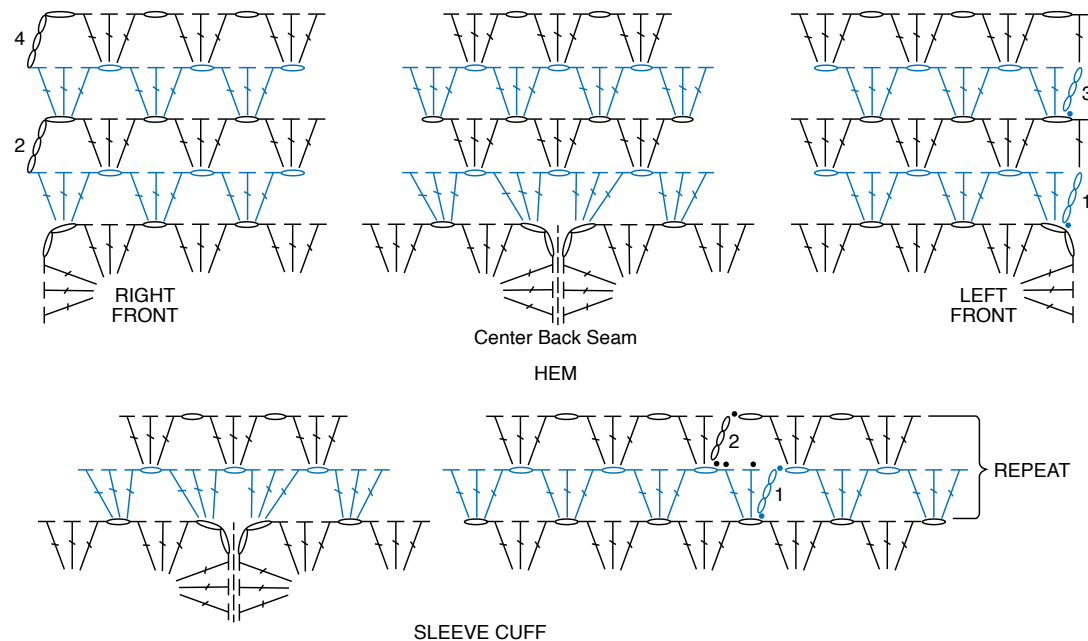 4
3
2
1
RIGHT
FRONT
LEFT
FRONT
Center Back Seam
HEM
2
REPEAT
1
SLEEVE CUFF